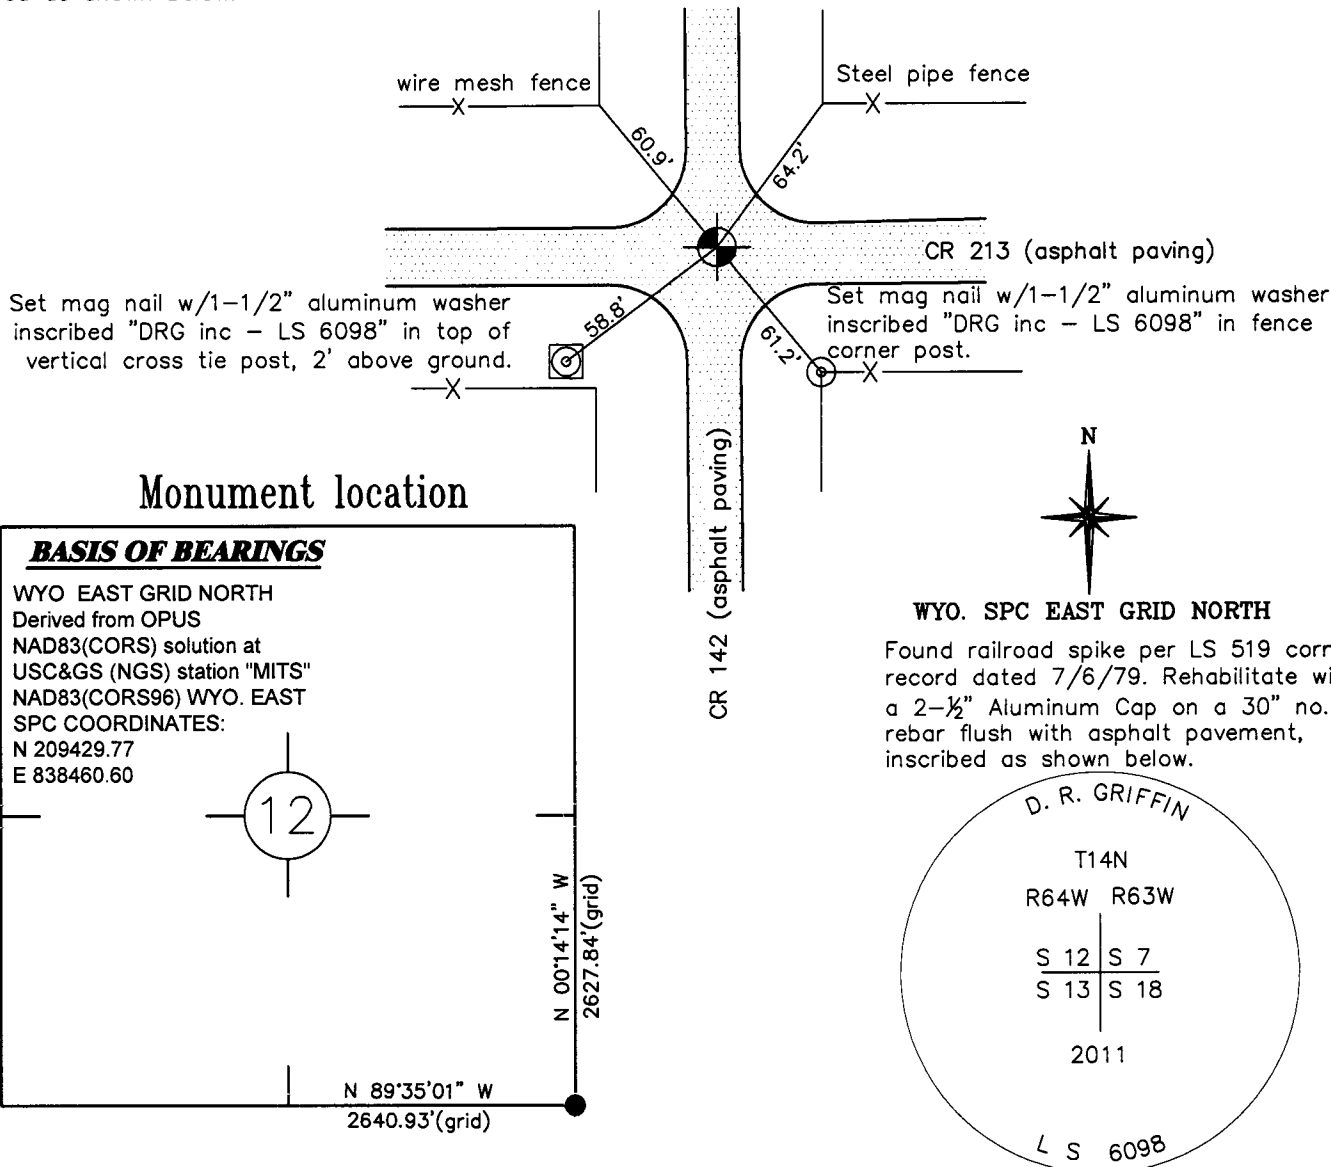 wire mesh fence
Steel pipe fence
60.9'
64.2'
CR 213 (asphalt paving)
Set mag nail w/1-1/2" aluminum washer
inscribed "DRG inc - LS 6098" in top of
vertical cross tie post, 2' above ground.
58.8'
61.2'
Set mag nail w/1-1/2" aluminum washer
inscribed "DRG inc - LS 6098" in fence
corner post.
X
X
X
X
CR 142 (asphalt paving)
Monument location
BASIS OF BEARINGS
WYO EAST GRID NORTH
Derived from OPUS
NAD83(CORS) solution at
USC&GS (NGS) station "MITS"
NAD83(CORS96) WYO. EAST
SPC COORDINATES:
N 209429.77
E 838460.60
12
N 00°14'14" W
2627.84'(grid)
N 89°35'01" W
2640.93'(grid)
N
WYO. SPC EAST GRID NORTH
Found railroad spike per LS 519 corn
record dated 7/6/79. Rehabilitate wi
a 2-½" Aluminum Cap on a 30" no.
rebar flush with asphalt pavement,
inscribed as shown below.
D. R. GRIFFIN
T14N
R64W R63W
S 12 S 7
S 13 S 18
2011
L S 6098